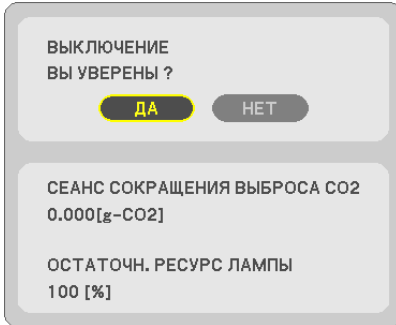 ВЫКЛЮЧЕНИЕ
ВЫ УВЕРЕНЫ ?
ДА НЕТ
СЕАНС СОКРАЩЕНИЯ ВЫБРОСА CO2
0.000[g-CO2]
ОСТАТОЧН. РЕСУРС ЛАМПЫ
100 [%]